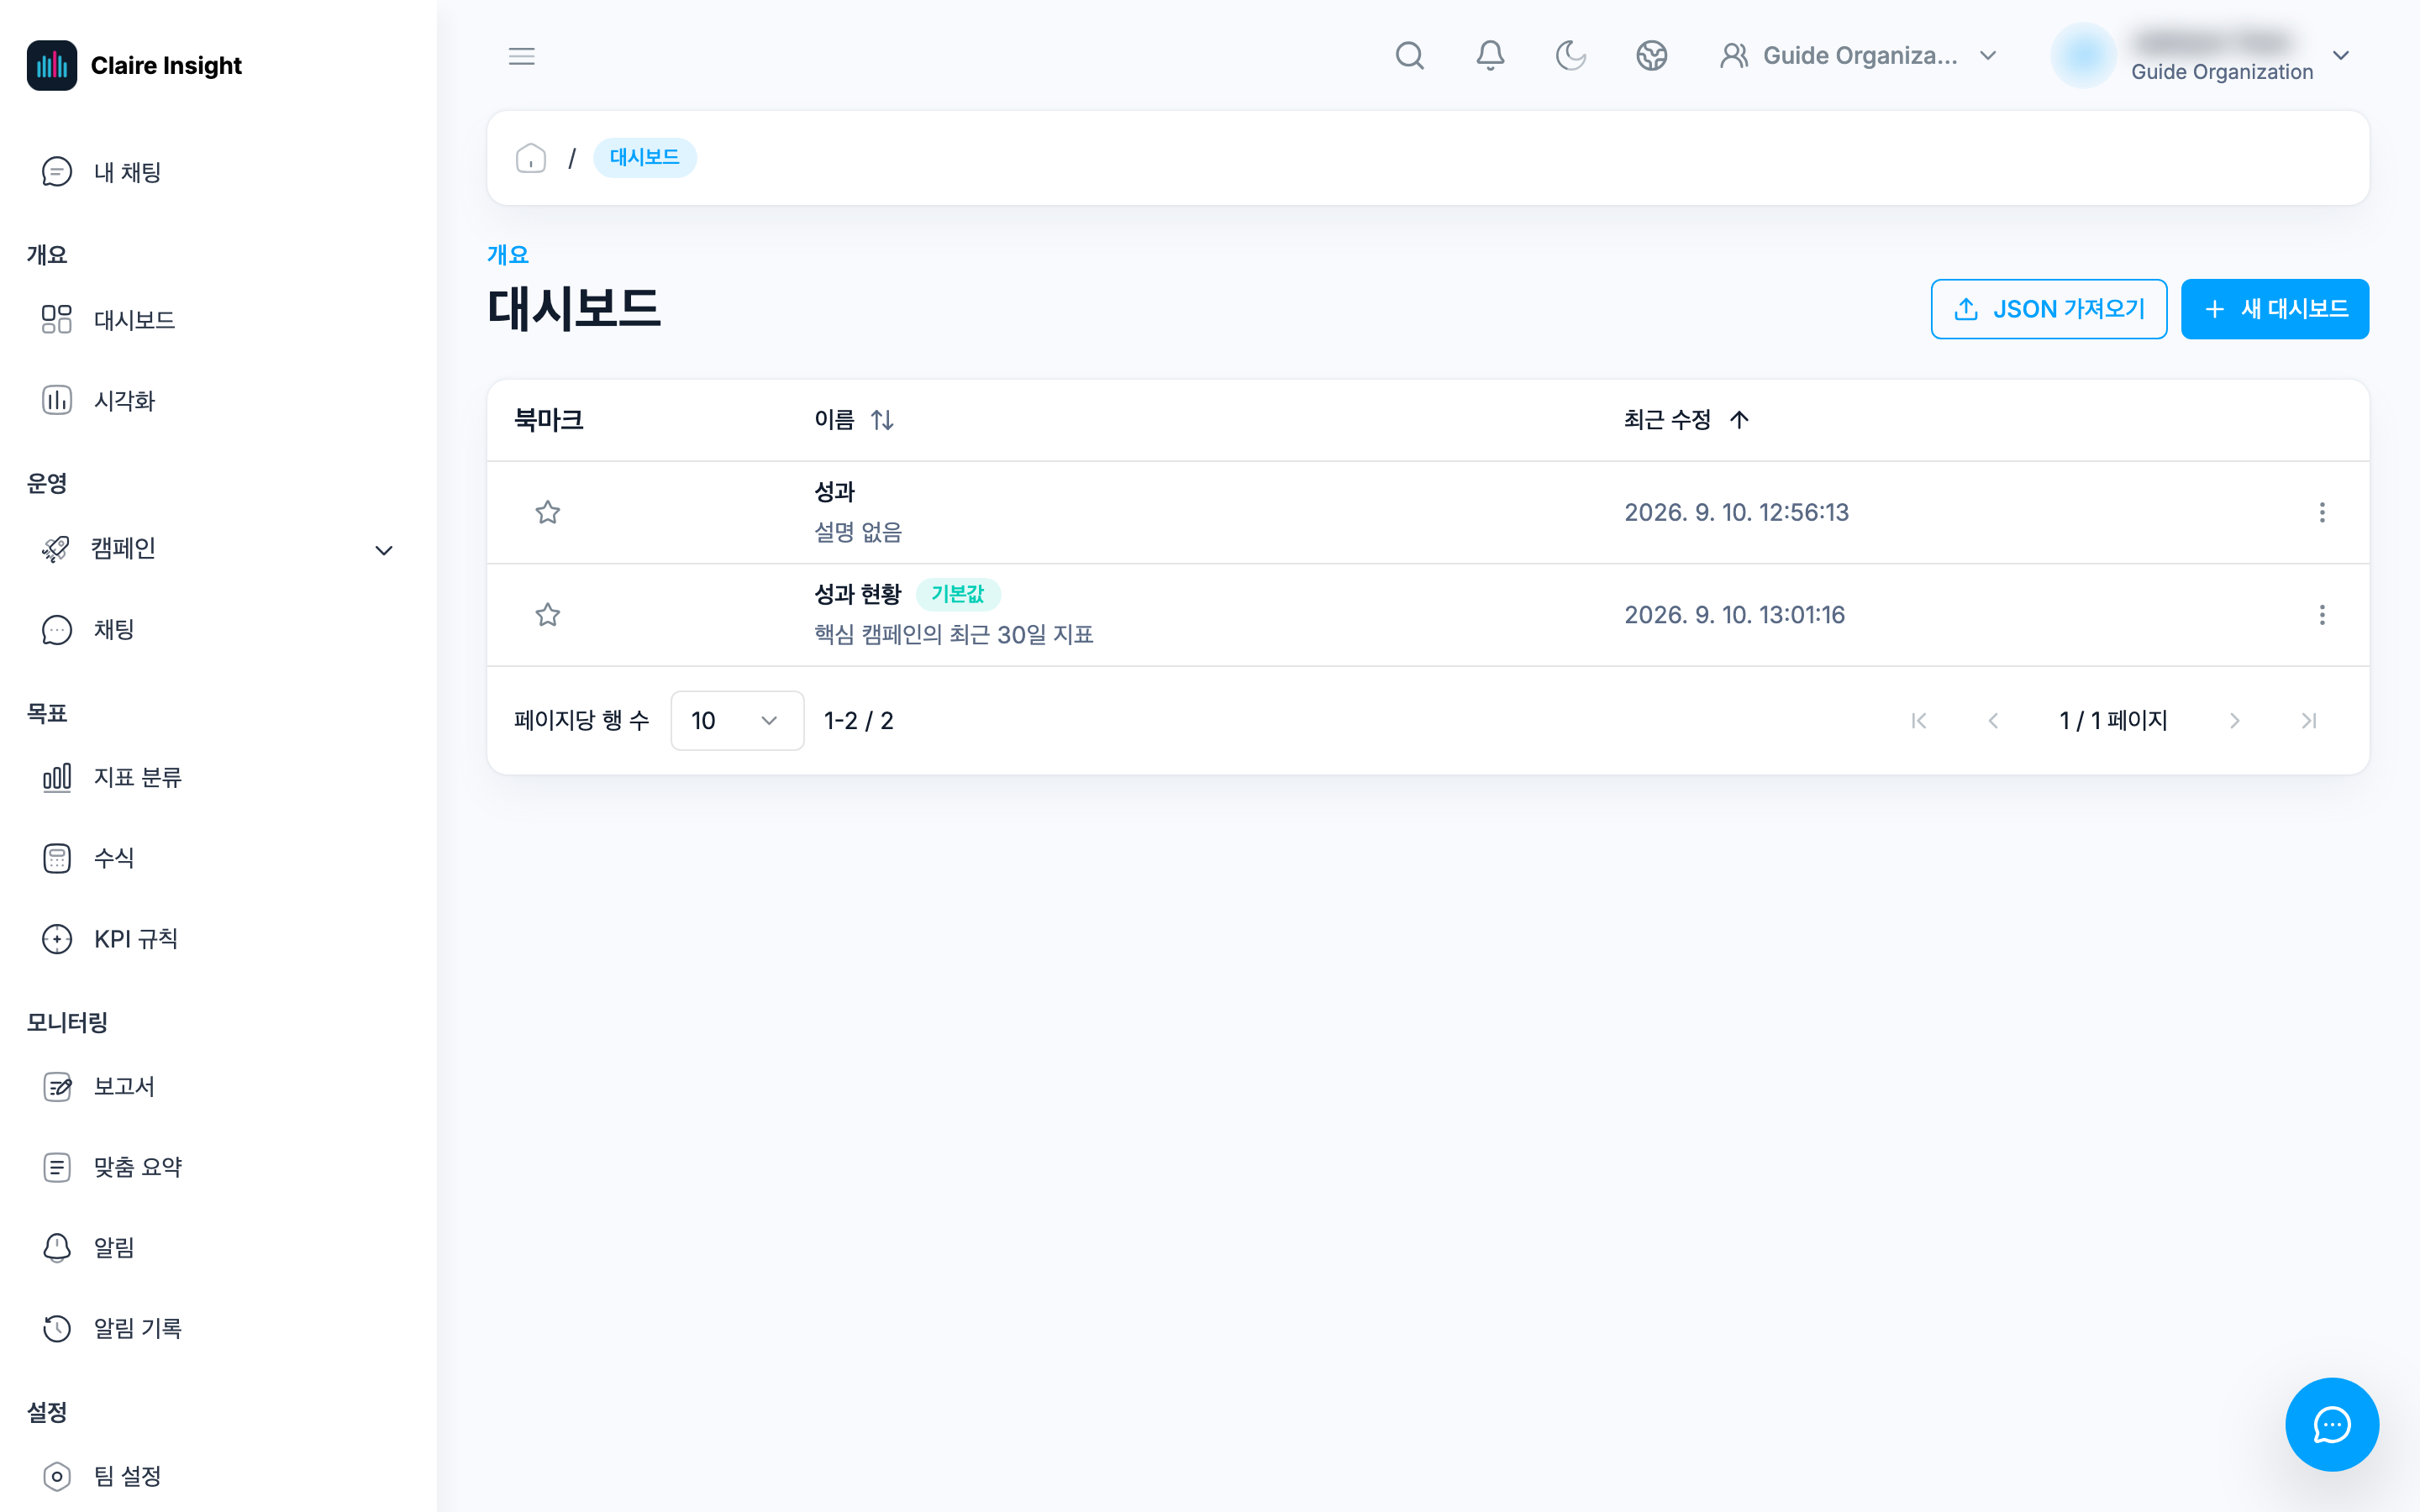 Claire Insight
내 채팅
개요
대시보드
시각화
운영
캠페인
채팅
목표
지표 분류
수식
KPI 규칙
모니터링
보고서
맞춤 요약
알림
알림 기록
설정
팀 설정
Guide Organiza...
Guide Organization
/ 대시보드
개요
대시보드
JSON 가져오기
새 대시보드
북마크 이름 최근 수정
성과
설명 없음
2026. 9. 10. 12:56:13
성과 현황 기본값
핵심 캠페인의 최근 30일 지표
2026. 9. 10. 13:01:16
페이지당 행 수 10 1-2 / 2
1 / 1 페이지